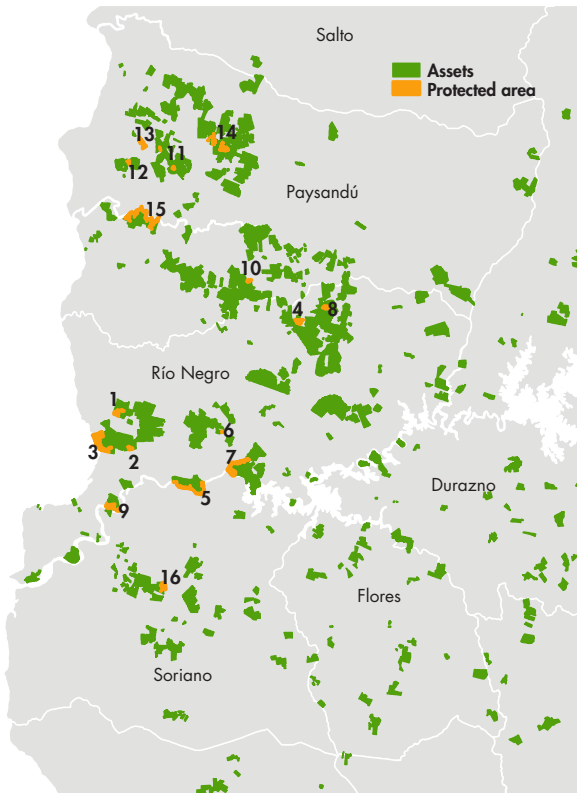 Salto
Assets
Protected area
13
14
11
12
Paysandú
15
10
4
8
Río Negro
1
6
3
2
7
Durazno
5
9
16
Flores
Soriano